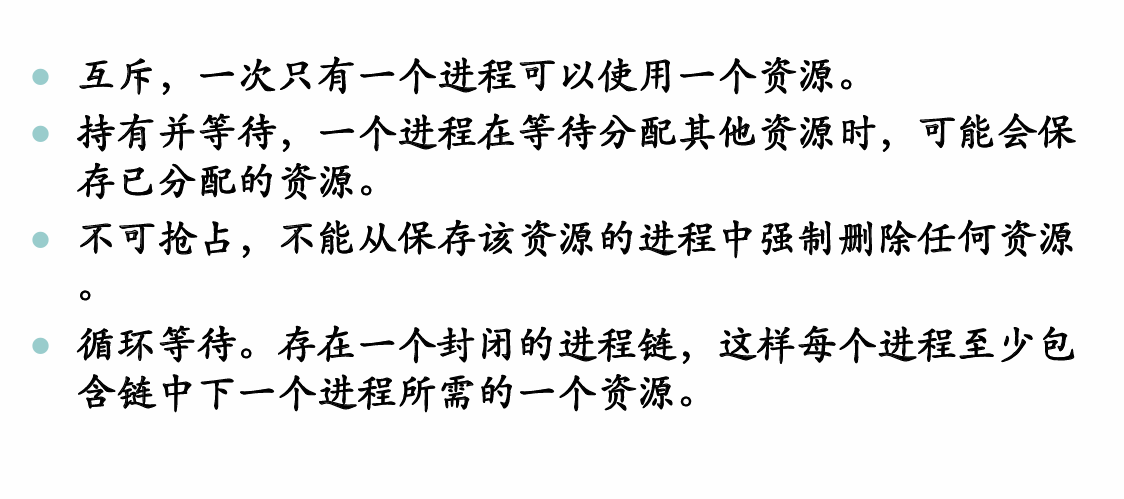 互斥，一次只有一个进程可以使用一个资源。
持有并等待，一个进程在等待分配其他资源时，可能会保
存已分配的资源。
不可抢占，不能从保存该资源的进程中强制删除任何资源
。
循环等待。存在一个封闭的进程链，这样每个进程至少包
含链中下一个进程所需的一个资源。